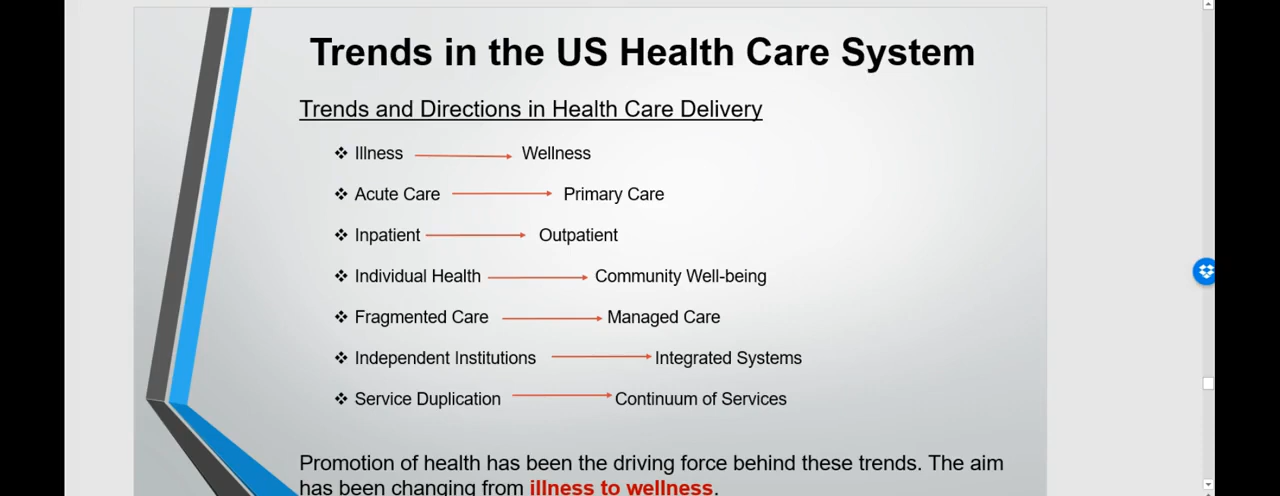 Trends in the US Health Care System
Trends and Directions in Health Care Delivery
❖ Illness → Wellness
❖ Acute Care → Primary Care
❖ Inpatient → Outpatient
❖ Individual Health → Community Well-being
❖ Fragmented Care → Managed Care
❖ Independent Institutions → Integrated Systems
❖ Service Duplication → Continuum of Services
Promotion of health has been the driving force behind these trends. The aim
has been changing from illness to wellness.